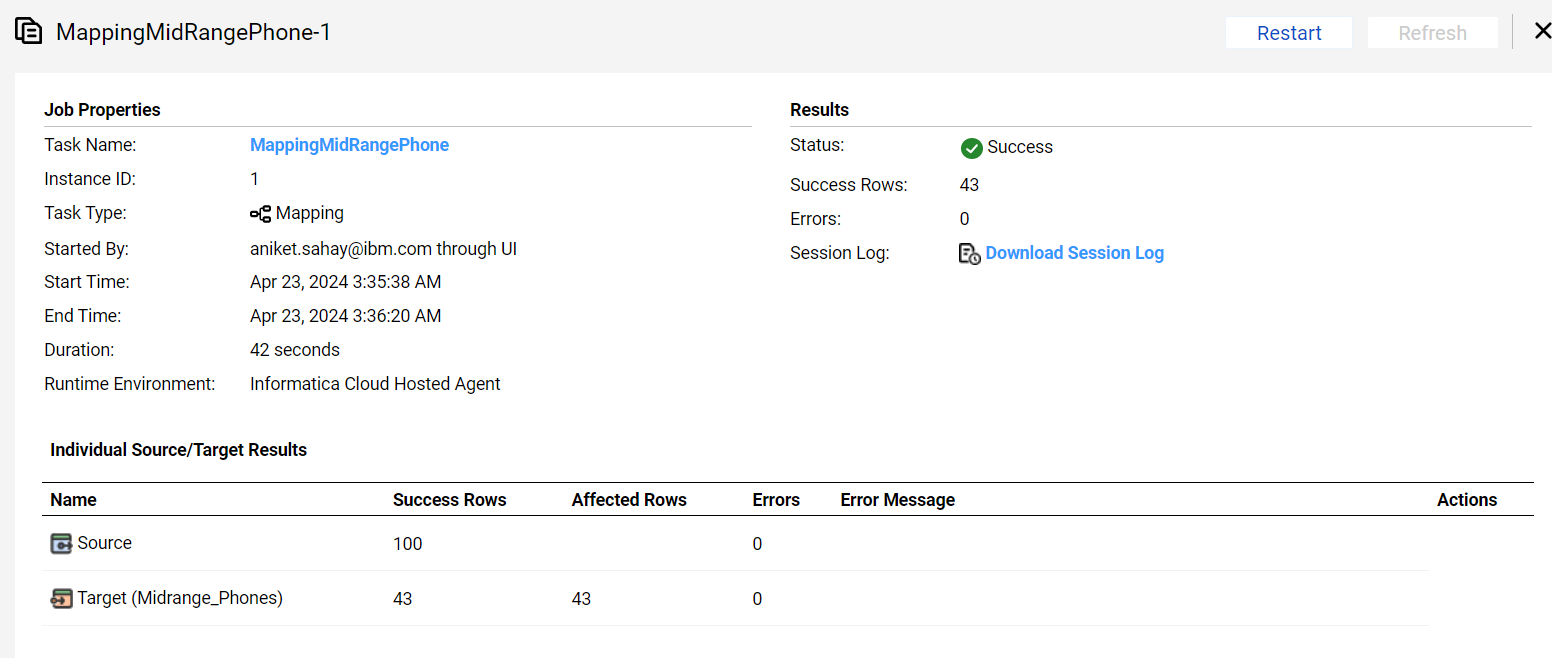 MappingMidRangePhone-1
Restart
Refresh
Job Properties
Task Name: MappingMidRangePhone
Instance ID: 1
Task Type: Mapping
Started By: aniket.sahay@ibm.com through UI
Start Time: Apr 23, 2024 3:35:38 AM
End Time: Apr 23, 2024 3:36:20 AM
Duration: 42 seconds
Runtime Environment: Informatica Cloud Hosted Agent
Results
Status: Success
Success Rows: 43
Errors: 0
Session Log: Download Session Log
Individual Source/Target Results
Name Success Rows Affected Rows Errors Error Message Actions
Source 100 0
Target (Midrange_Phones) 43 43 0